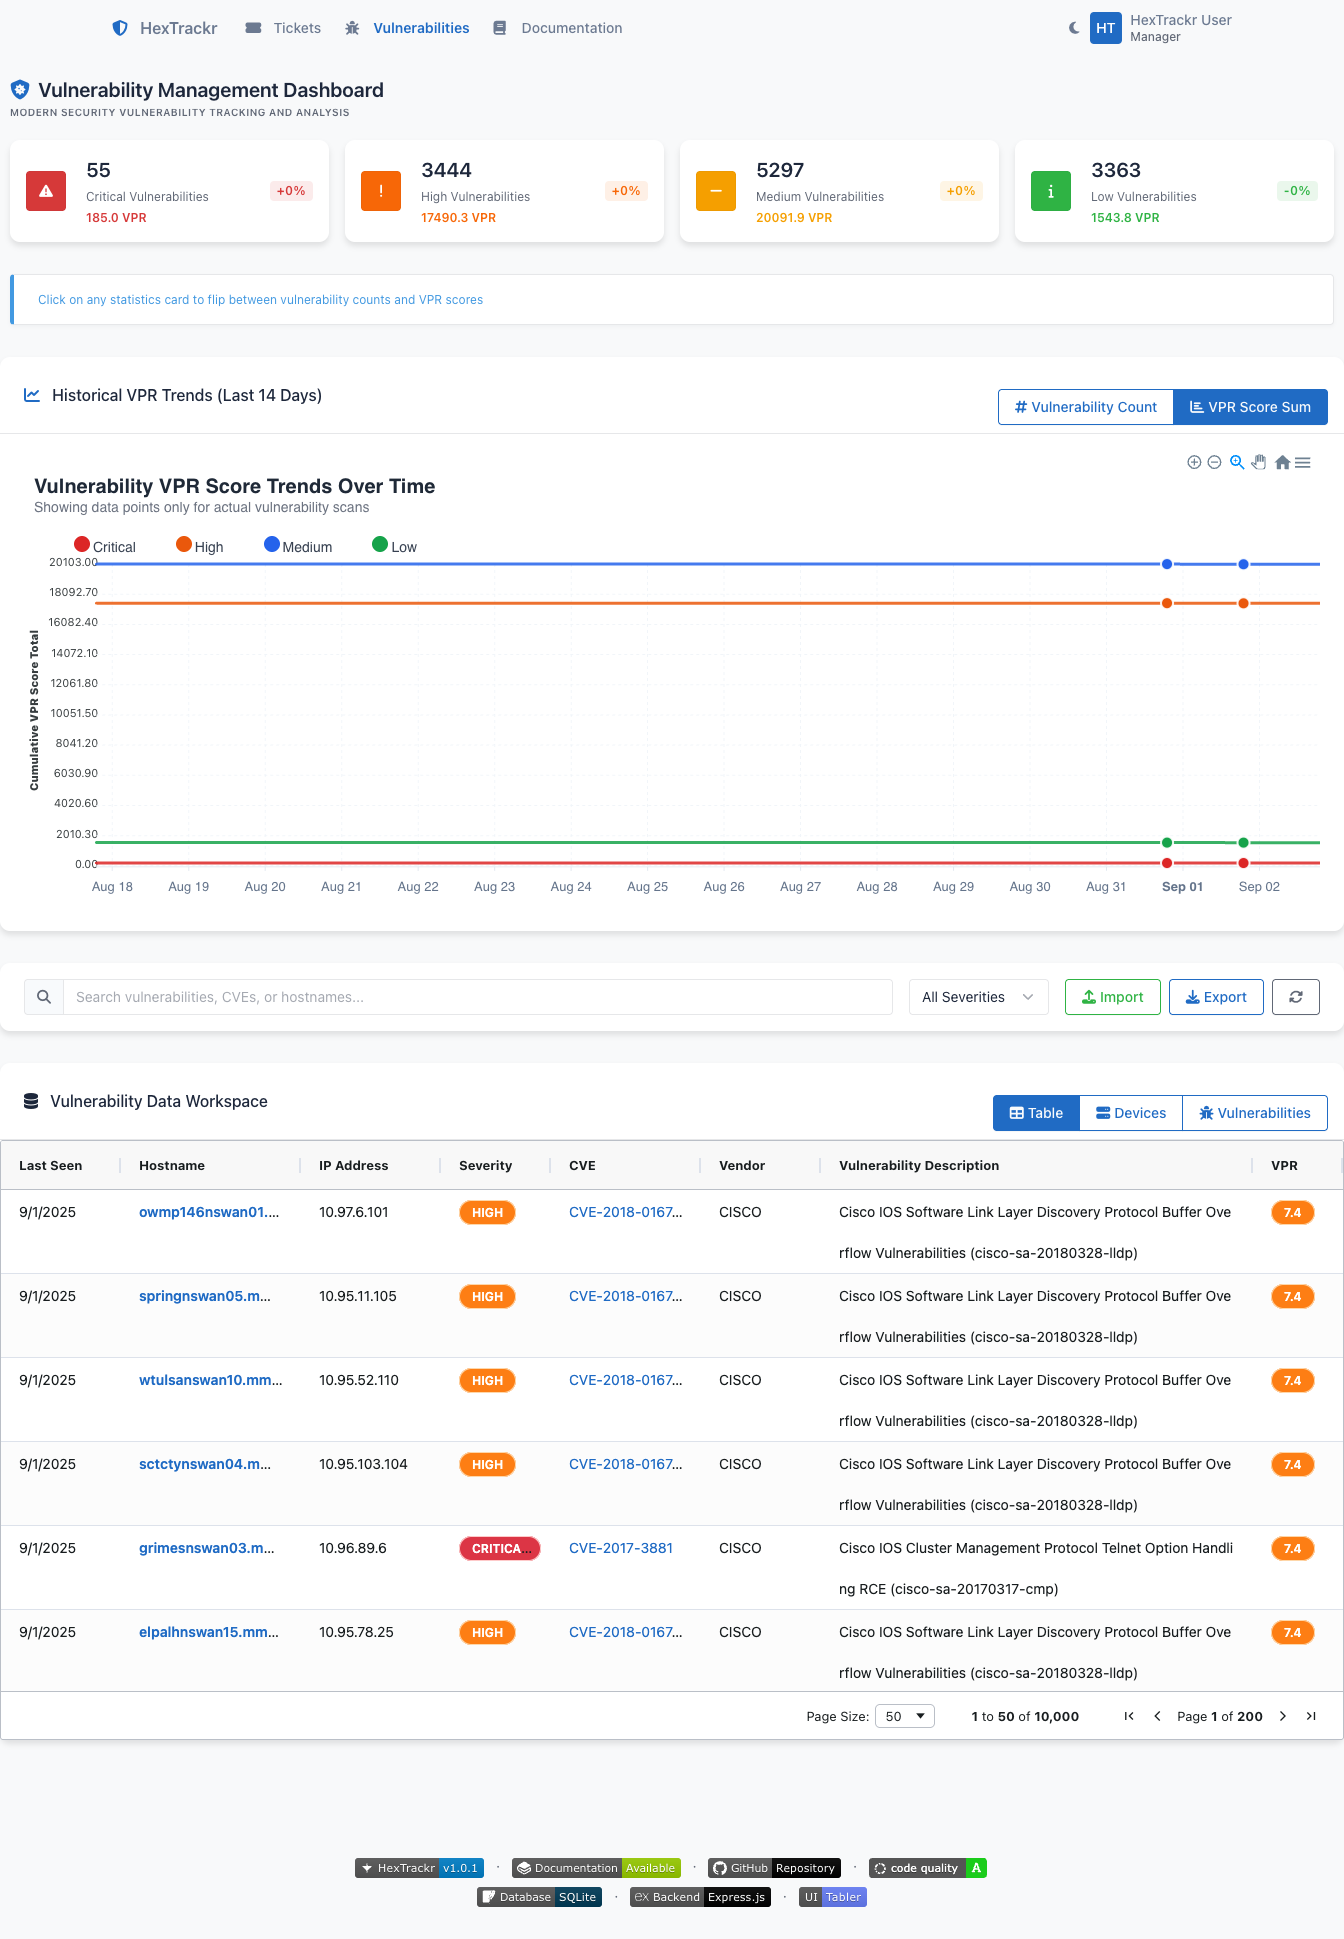 HexTrackr Tickets Vulnerabilities Documentation
HT HexTrackr User
Manager
Vulnerability Management Dashboard
MODERN SECURITY VULNERABILITY TRACKING AND ANALYSIS
55
Critical Vulnerabilities
185.0 VPR
+0%
3444
High Vulnerabilities
17490.3 VPR
+0%
5297
Medium Vulnerabilities
20091.9 VPR
+0%
3363
Low Vulnerabilities
1543.8 VPR
-0%
Click on any statistics card to flip between vulnerability counts and VPR scores
Historical VPR Trends (Last 14 Days)
# Vulnerability Count VPR Score Sum
Vulnerability VPR Score Trends Over Time
Showing data points only for actual vulnerability scans
Critical High Medium Low
Cumulative VPR Score Total
20103.00
18092.70
16082.40
14072.10
12061.80
10051.50
8041.20
6030.90
4020.60
2010.30
0.00
Aug 18 Aug 19 Aug 20 Aug 21 Aug 22 Aug 23 Aug 24 Aug 25 Aug 26 Aug 27 Aug 28 Aug 29 Aug 30 Aug 31 Sep 01 Sep 02
Search vulnerabilities, CVEs, or hostnames... All Severities Import Export
Vulnerability Data Workspace
Table Devices Vulnerabilities
Last Seen Hostname IP Address Severity CVE Vendor Vulnerability Description VPR
9/1/2025 owmp146nswan01.... 10.97.6.101 HIGH CVE-2018-0167... CISCO Cisco IOS Software Link Layer Discovery Protocol Buffer Ove 7.4
rflow Vulnerabilities (cisco-sa-20180328-lldp)
9/1/2025 springnswan05.m... 10.95.11.105 HIGH CVE-2018-0167... CISCO Cisco IOS Software Link Layer Discovery Protocol Buffer Ove 7.4
rflow Vulnerabilities (cisco-sa-20180328-lldp)
9/1/2025 wtulsanswan10.mm... 10.95.52.110 HIGH CVE-2018-0167... CISCO Cisco IOS Software Link Layer Discovery Protocol Buffer Ove 7.4
rflow Vulnerabilities (cisco-sa-20180328-lldp)
9/1/2025 sctctynswan04.m... 10.95.103.104 HIGH CVE-2018-0167... CISCO Cisco IOS Software Link Layer Discovery Protocol Buffer Ove 7.4
rflow Vulnerabilities (cisco-sa-20180328-lldp)
9/1/2025 grimesnswan03.m... 10.96.89.6 CRITICA... CVE-2017-3881 CISCO Cisco IOS Cluster Management Protocol Telnet Option Handli 7.4
ng RCE (cisco-sa-20170317-cmp)
9/1/2025 elpalhnswan15.mm... 10.95.78.25 HIGH CVE-2018-0167... CISCO Cisco IOS Software Link Layer Discovery Protocol Buffer Ove 7.4
rflow Vulnerabilities (cisco-sa-20180328-lldp)
Page Size: 50 1 to 50 of 10,000 Page 1 of 200
HexTrackr v1.0.1 · Documentation Available · GitHub Repository · code quality A
Database SQLite · ex Backend Express.js · UI Tabler